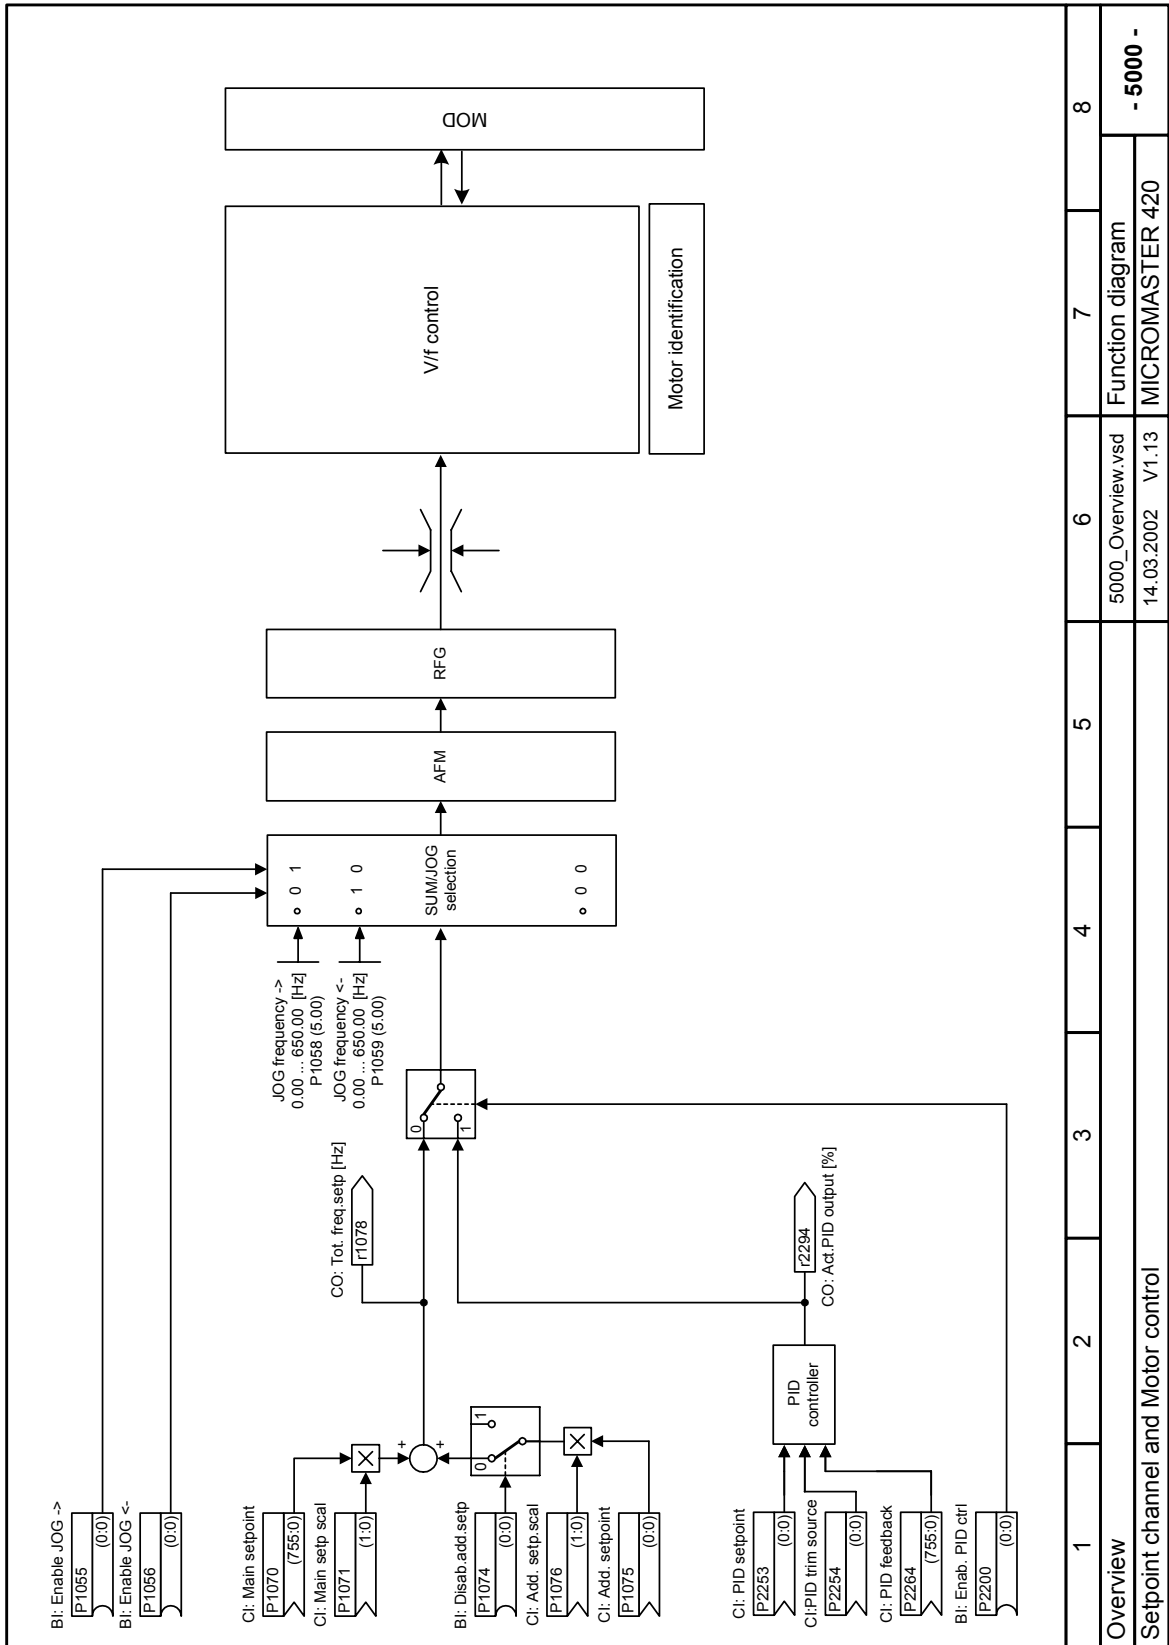 BI: Enable JOG ->
P1055
(0:0)
BI: Enable JOG <-
P1056
(0:0)
CI: Main setpoint
P1070
(755:0)
CI: Main setp scal
P1071
(1:0)
BI: Disab.add.setp
P1074
(0:0)
CI: Add. setp.scal
P1076
(1:0)
CI: Add. setpoint
P1075
(0:0)
CI: PID setpoint
P2253
(0:0)
CI:PID trim source
P2254
(0:0)
CI: PID feedback
P2264
(755:0)
BI: Enab. PID ctrl
P2200
(0:0)
+
+
0
1
PID
controller
CO: Tot. freq.setp [Hz]
r1078
CO: Act.PID output [%]
r2294
0
1
JOG frequency ->
0.00 ... 650.00 [Hz]
P1058 (5.00)
JOG frequency <-
0.00 ... 650.00 [Hz]
P1059 (5.00)
0 1
1 0
SUM/JOG
selection
0 0
AFM
RFG
V/f control
Motor identification
MOD
1 2 3 4 5 6 7 8
Overview
5000_Overview.vsd
Function diagram
- 5000 -
Setpoint channel and Motor control
14.03.2002 V1.13
MICROMASTER 420